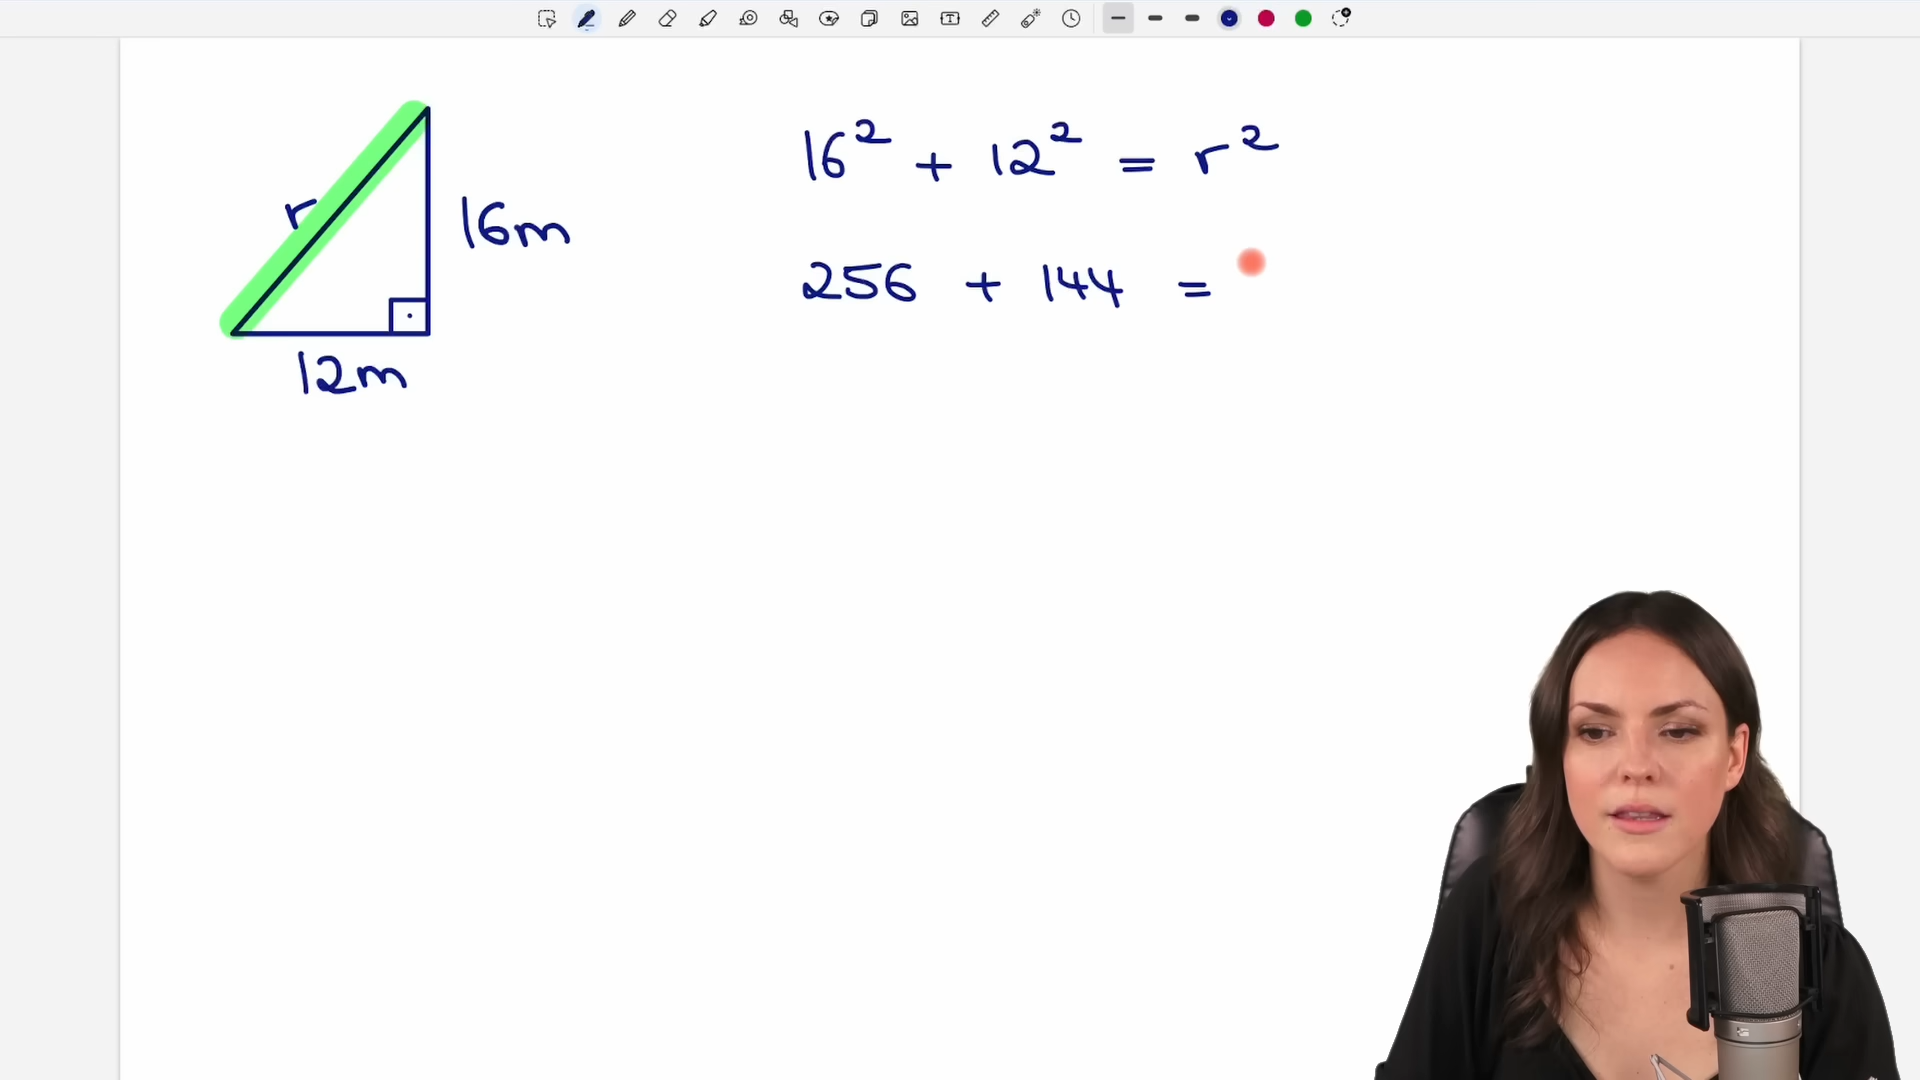 16² + 12² = r²
r
16m
256 + 144 =
12m